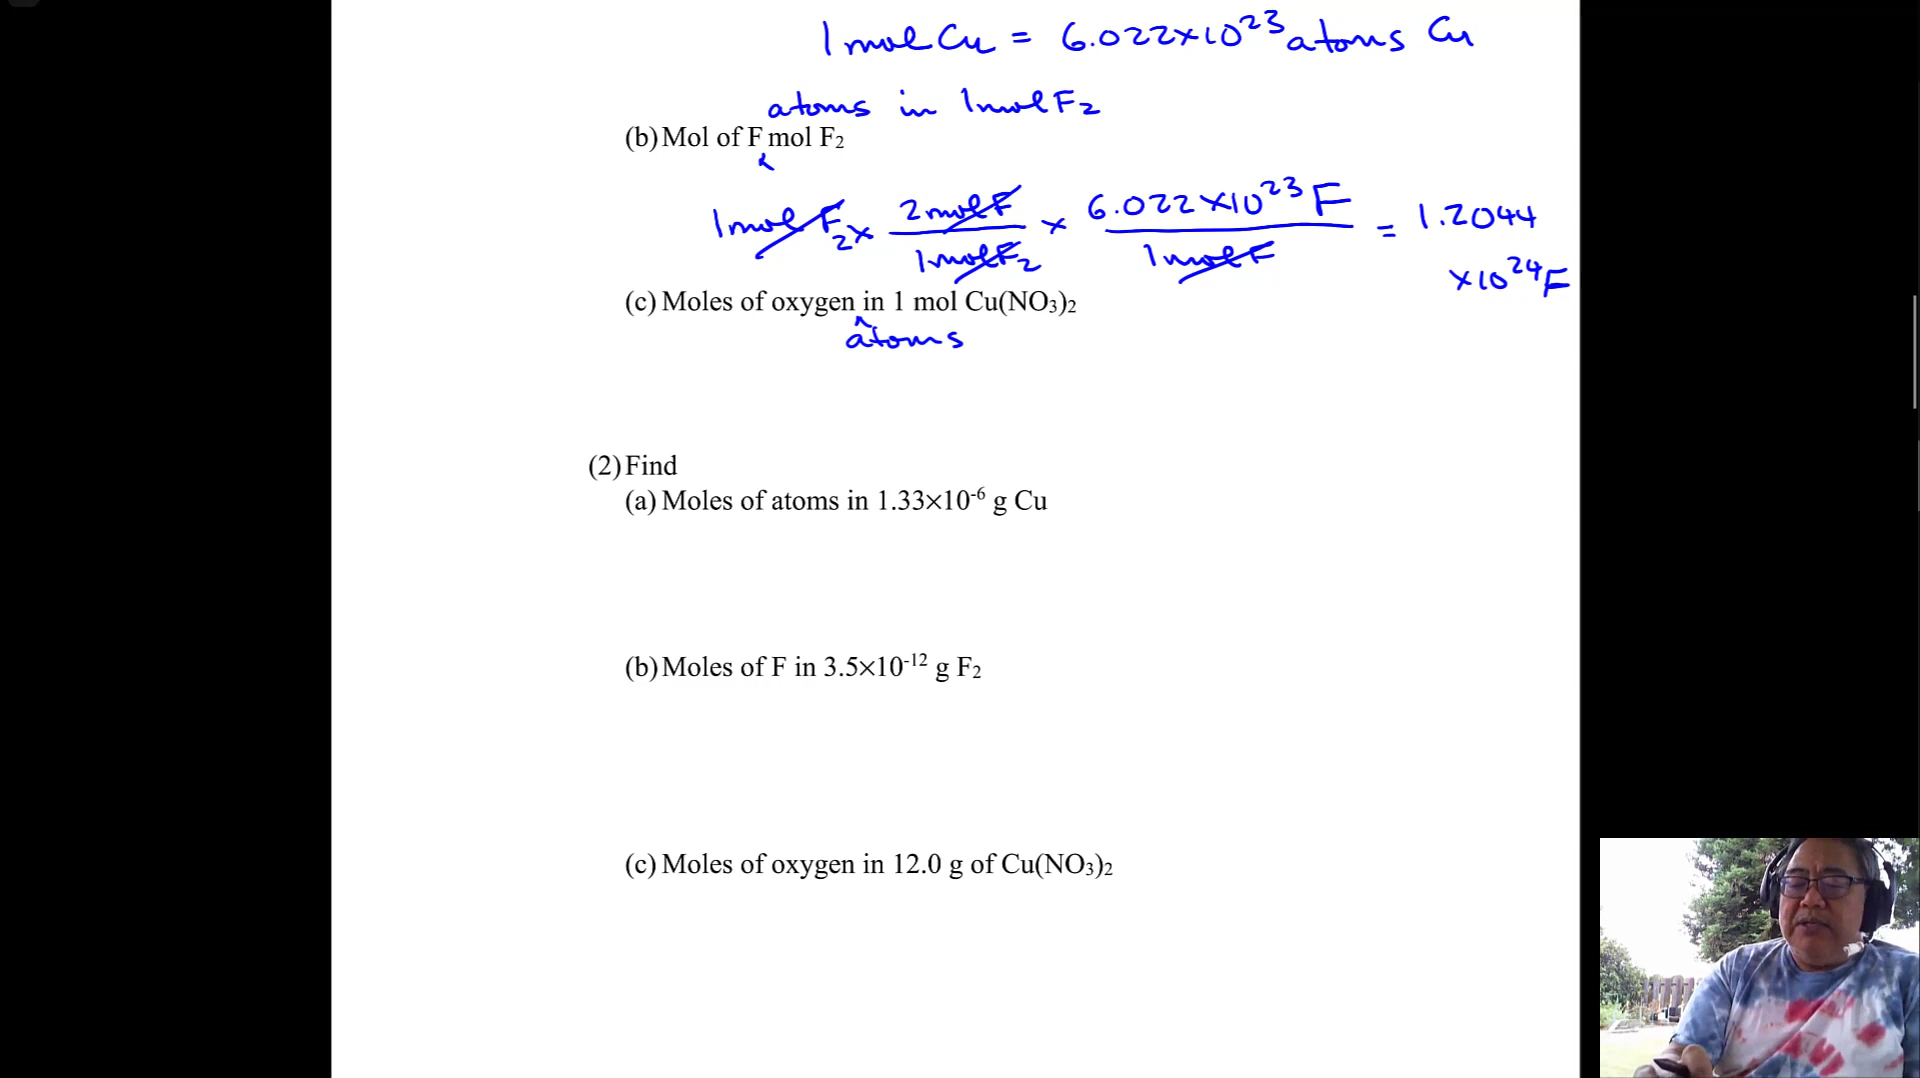 1 mol Cu = 6.022×10²³ atoms Cu
atoms in 1 mol F₂
(b) Mol of F mol F₂
1 mol F₂ × 2 mol F / 1 mol F₂ × 6.022×10²³ F / 1 mol F = 1.2044
×10²⁴ F
(c) Moles of oxygen in 1 mol Cu(NO₃)₂
atoms
(2) Find
(a) Moles of atoms in 1.33×10⁻⁶ g Cu
(b) Moles of F in 3.5×10⁻¹² g F₂
(c) Moles of oxygen in 12.0 g of Cu(NO₃)₂